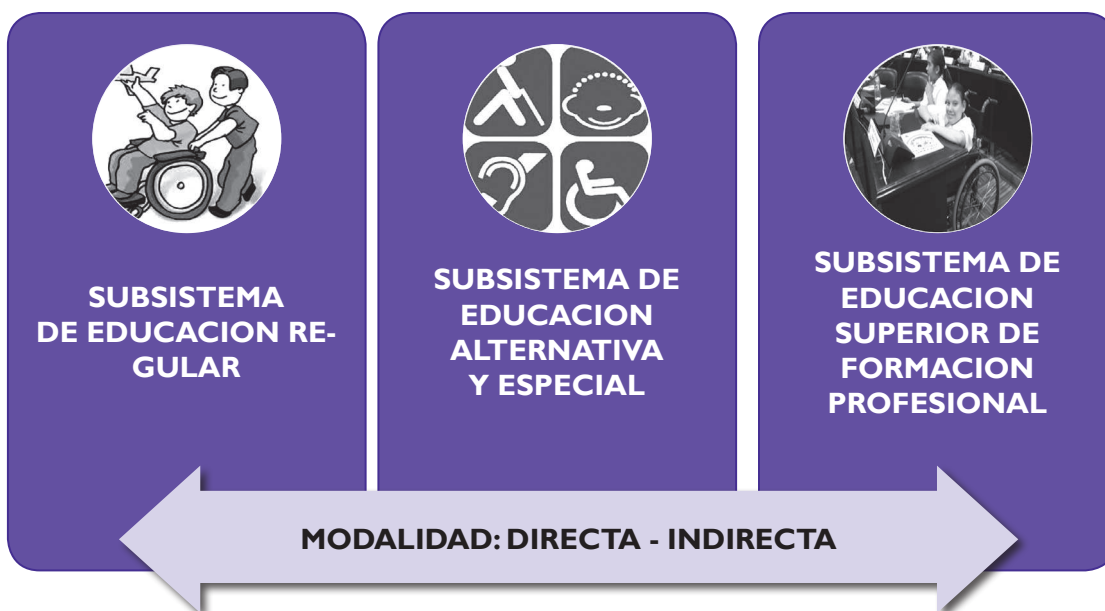 SUBSISTEMA
DE EDUCACION RE-
GULAR
SUBSISTEMA DE
EDUCACION
ALTERNATIVA
Y ESPECIAL
SUBSISTEMA DE
EDUCACION
SUPERIOR DE
FORMACION
PROFESIONAL
MODALIDAD: DIRECTA - INDIRECTA